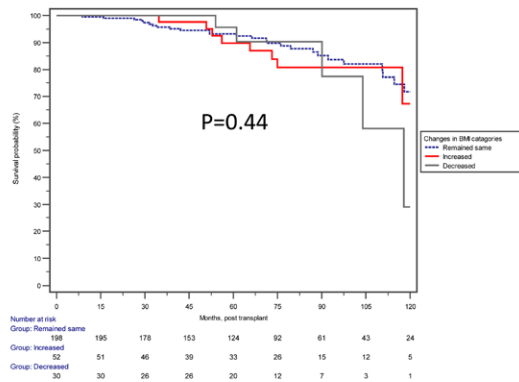 100
90
80
70
60
50
40
30
20
10
0
Survival probability (%)
P=0.44
0 15 30 45 60 75 90 105 120
Months, post transplant
Changes in BMI-catagories
Remained same
Increased
Decreased
Number at risk
Group: Remained same
198 195 178 153 124 92 61 43 24
Group: Increased
52 51 46 39 33 26 15 12 5
Group: Decreased
30 30 26 26 20 12 7 3 1